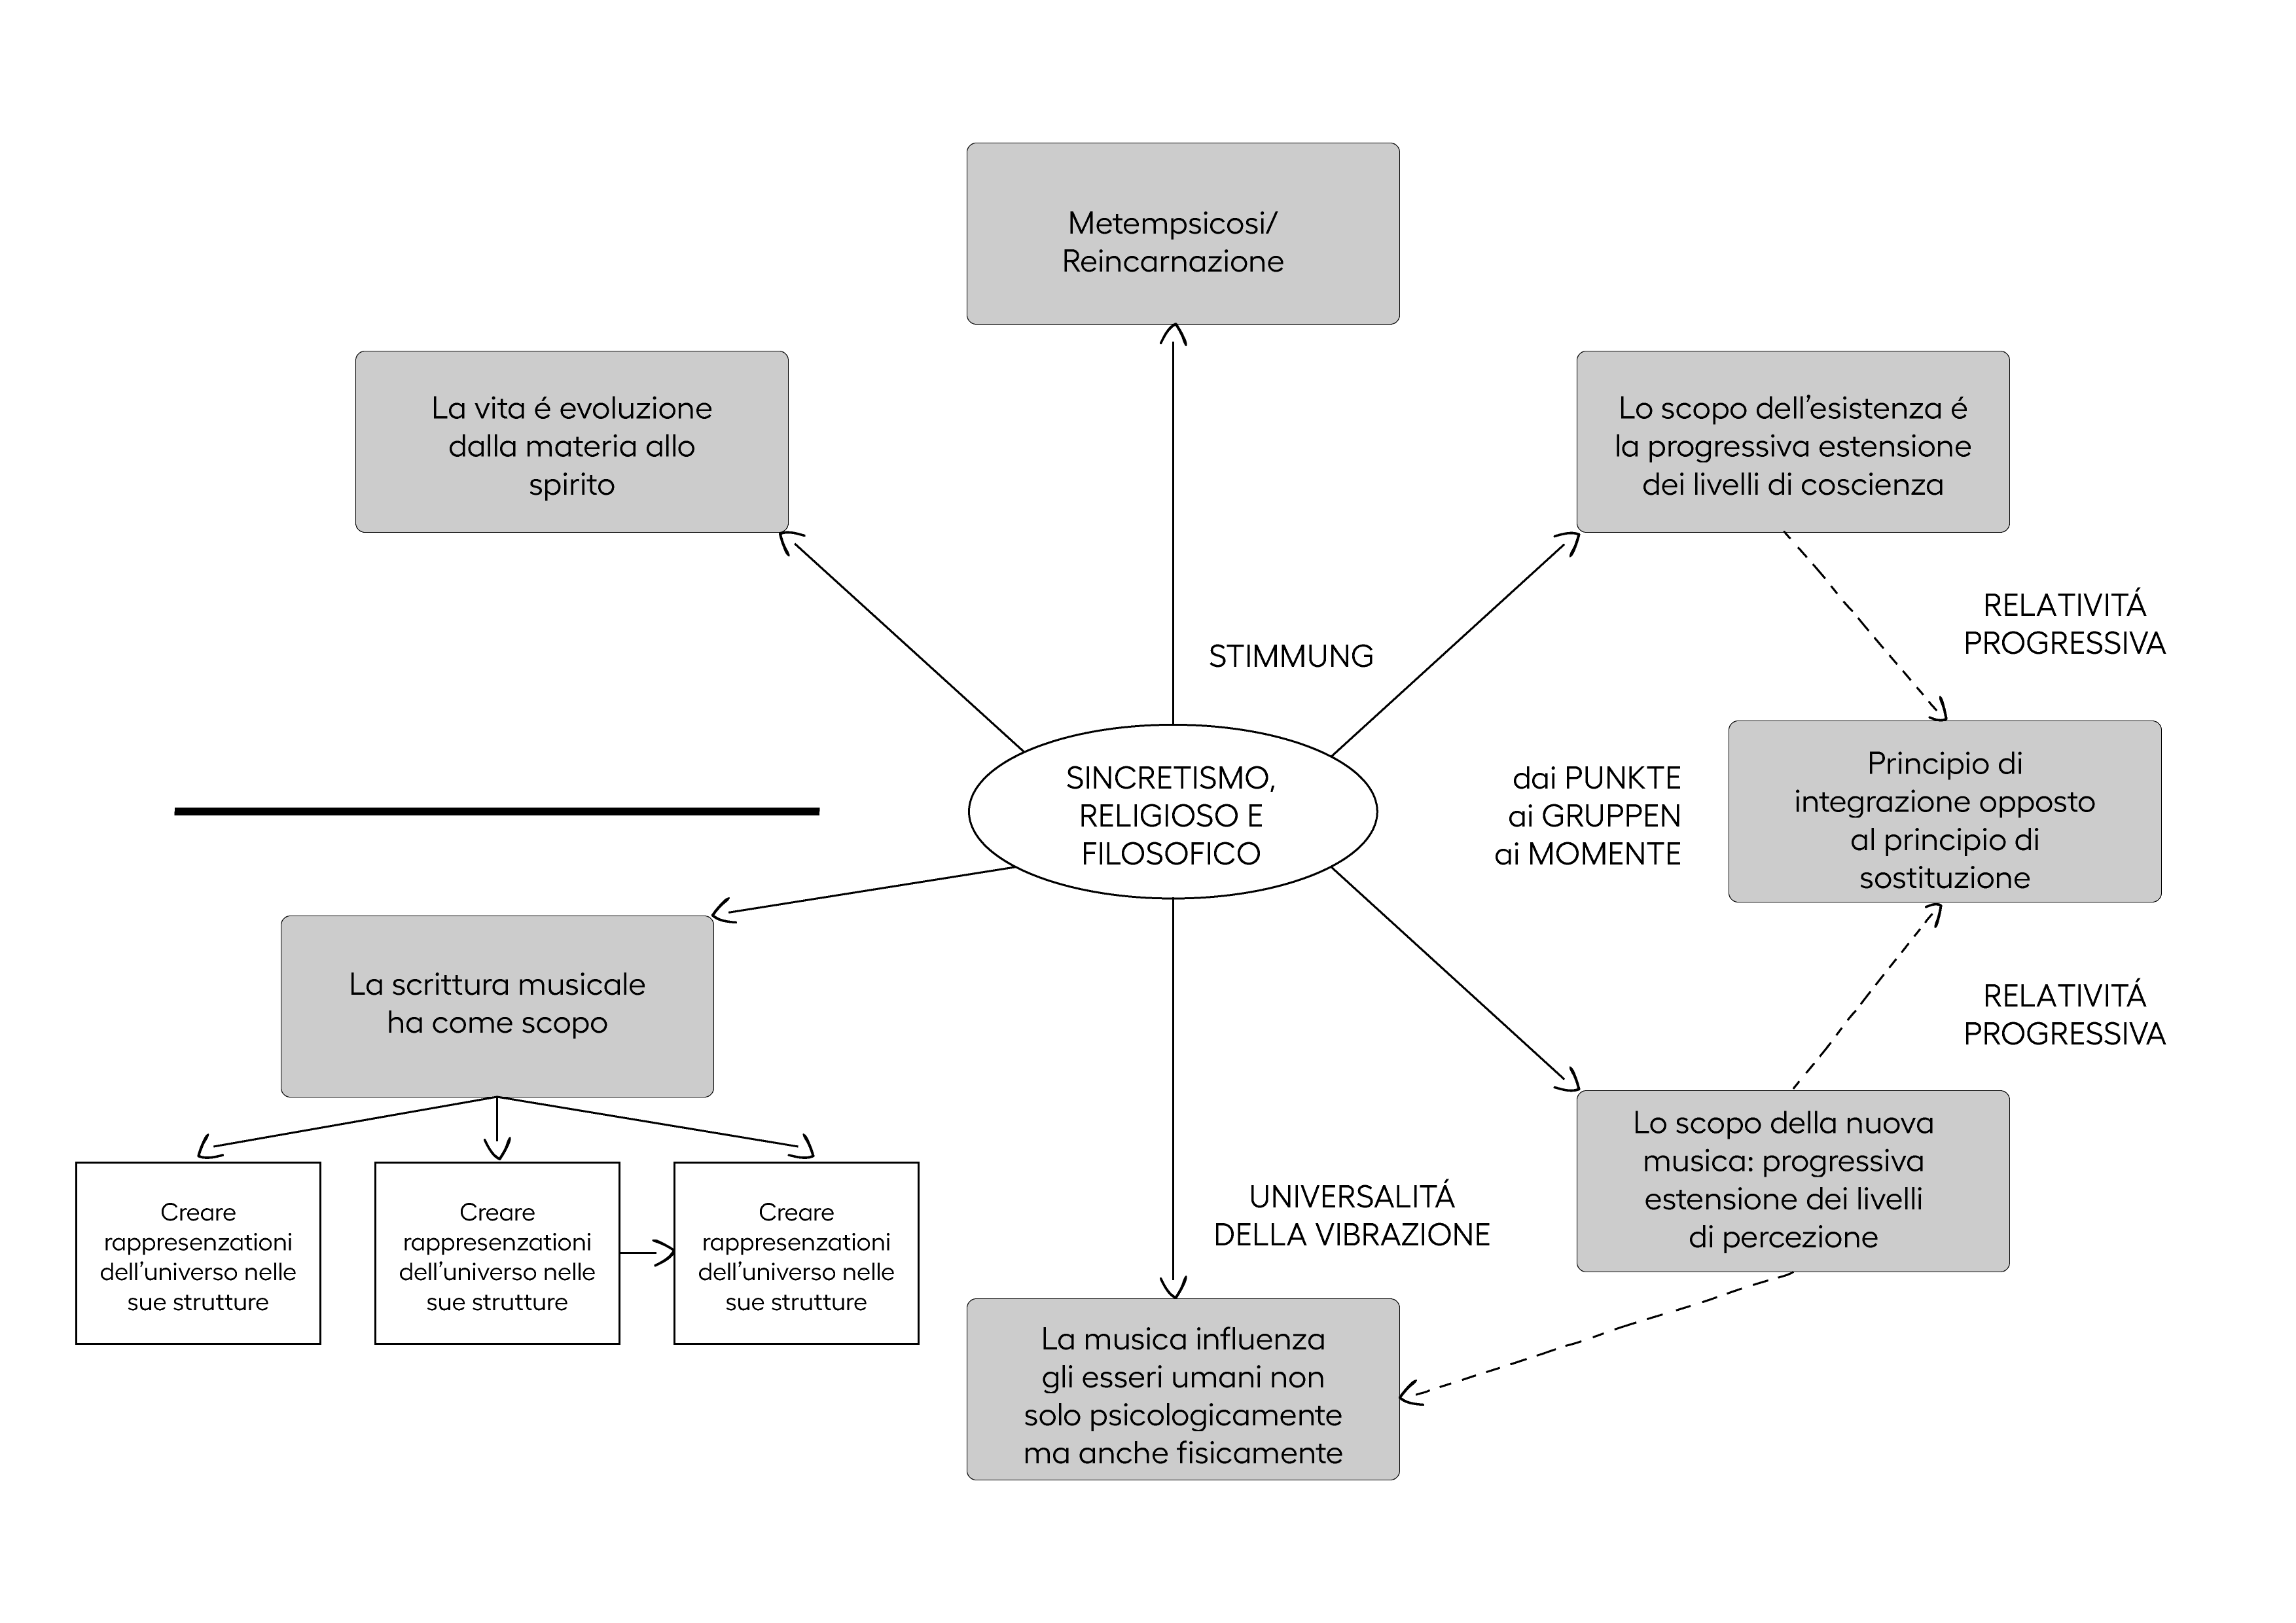 Metempsicosi/
Reincarnazione
La vita é evoluzione
dalla materia allo
spirito
Lo scopo dell'esistenza é
la progressiva estensione
dei livelli di coscienza
RELATIVITÁ
PROGRESSIVA
STIMMUNG
SINCRETISMO,
RELIGIOSO E
FILOSOFICO
dai PUNKTE
ai GRUPPEN
ai MOMENTE
Principio di
integrazione opposto
al principio di
sostituzione
La scrittura musicale
ha come scopo
RELATIVITÁ
PROGRESSIVA
Lo scopo della nuova
musica: progressiva
estensione dei livelli
di percezione
Creare
rappresenzationi
dell'universo nelle
sue strutture
Creare
rappresenzationi
dell'universo nelle
sue strutture
Creare
rappresenzationi
dell'universo nelle
sue strutture
UNIVERSALITÁ
DELLA VIBRAZIONE
La musica influenza
gli esseri umani non
solo psicologicamente
ma anche fisicamente